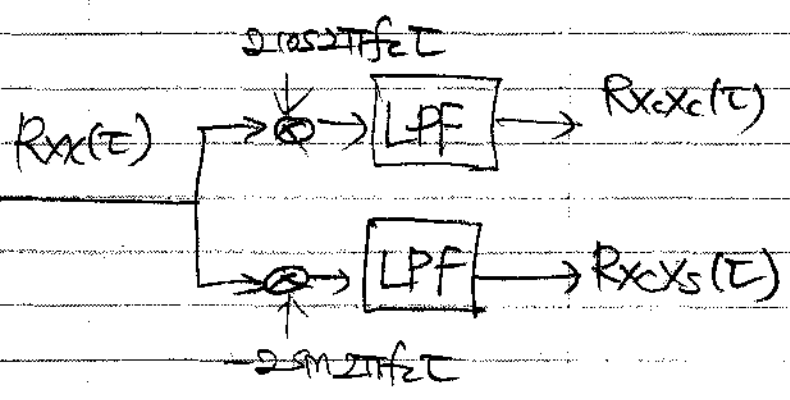 2cos2πfcτ
Rxx(τ)
LPF
Rxcxc(τ)
LPF
Rxcxs(τ)
-2sin2πfcτ